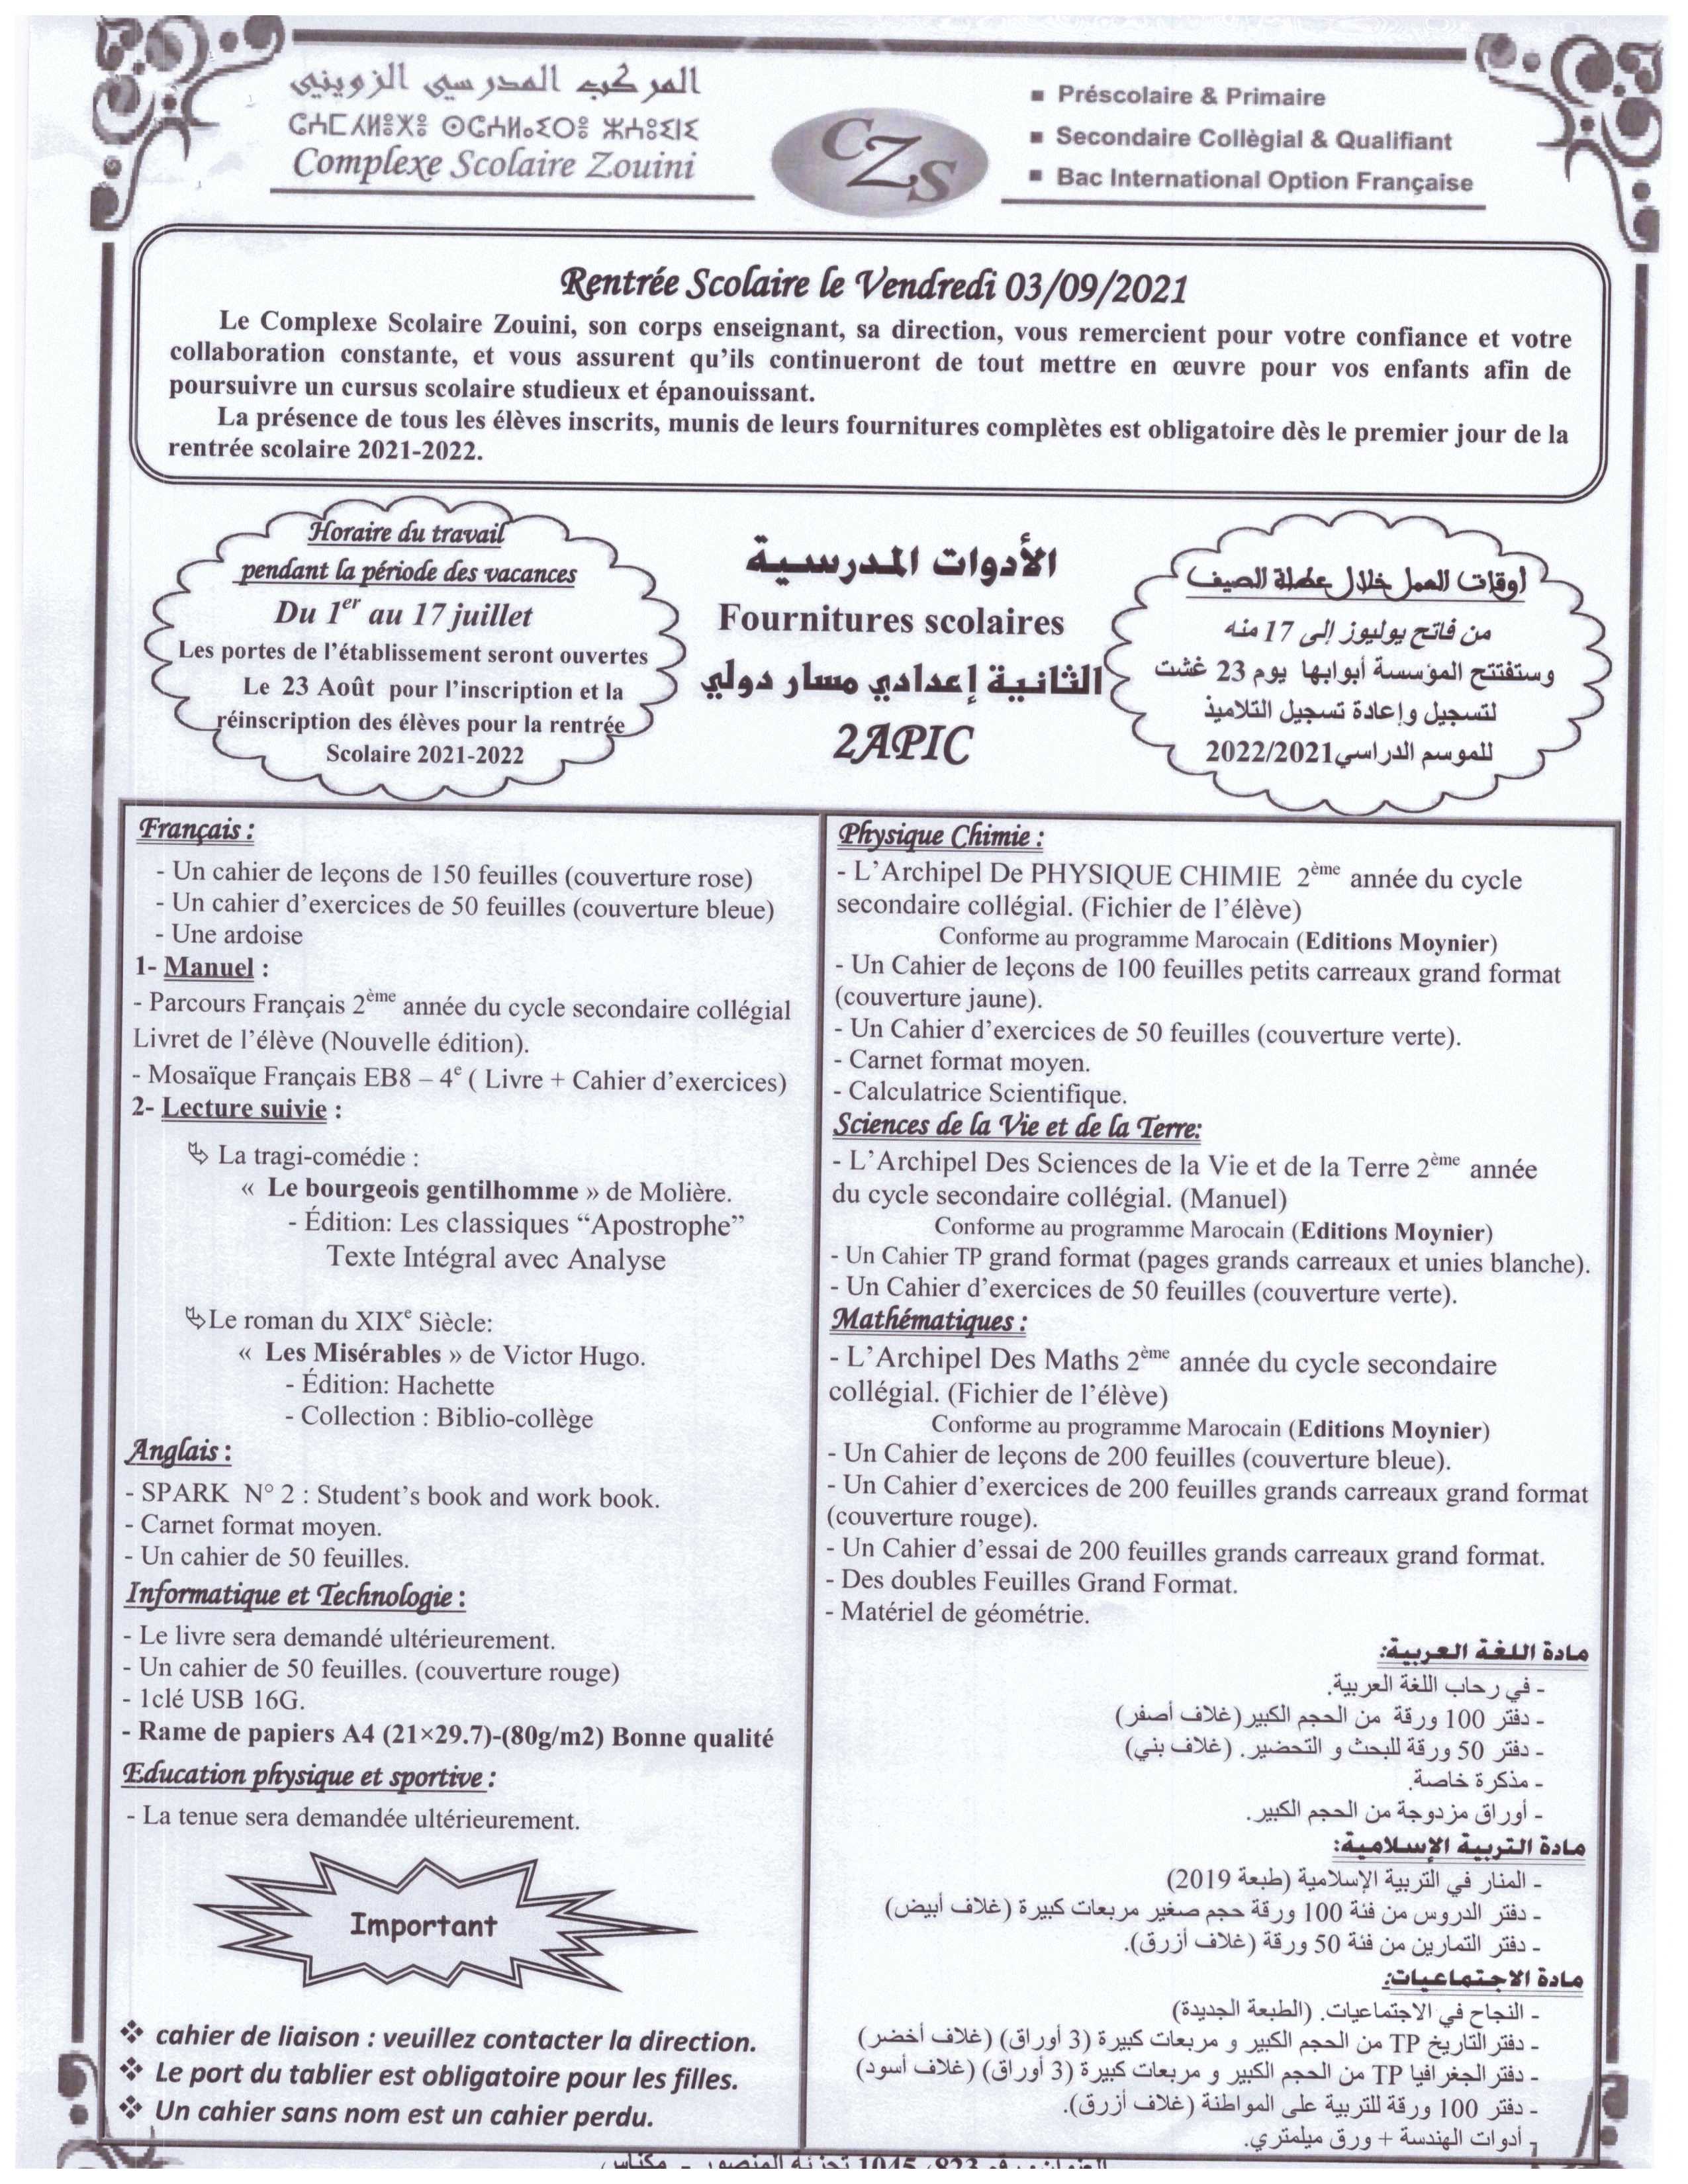 المركب المدرسي الزويني
Complexe Scolaire Zouini
CZS
▪ Préscolaire & Primaire
▪ Secondaire Collègial & Qualifiant
▪ Bac International Option Française
Rentrée Scolaire le Vendredi 03/09/2021
Le Complexe Scolaire Zouini, son corps enseignant, sa direction, vous remercient pour votre confiance et votre
collaboration constante, et vous assurent qu’ils continueront de tout mettre en œuvre pour vos enfants afin de
poursuivre un cursus scolaire studieux et épanouissant.
La présence de tous les élèves inscrits, munis de leurs fournitures complètes est obligatoire dès le premier jour de la
rentrée scolaire 2021-2022.
Horaire du travail
pendant la période des vacances
Du 1er au 17 juillet
Les portes de l’établissement seront ouvertes
Le 23 Août pour l’inscription et la
réinscription des élèves pour la rentrée
Scolaire 2021-2022
الأدوات المدرسية
Fournitures scolaires
الثانية إعدادي مسار دولي
2APIC
أوقات العمل خلال عطلة الصيف
من فاتح يوليوز إلى 17 منه
وستفتتح المؤسسة أبوابها يوم 23 غشت
لتسجيل وإعادة تسجيل التلاميذ
للموسم الدراسي2022/2021
Français :
- Un cahier de leçons de 150 feuilles (couverture rose)
- Un cahier d’exercices de 50 feuilles (couverture bleue)
- Une ardoise
1- Manuel :
- Parcours Français 2ème année du cycle secondaire collégial
Livret de l’élève (Nouvelle édition).
- Mosaïque Français EB8 – 4e ( Livre + Cahier d’exercices)
2- Lecture suivie :
La tragi-comédie :
« Le bourgeois gentilhomme » de Molière.
- Édition: Les classiques “Apostrophe”
Texte Intégral avec Analyse
Le roman du XIXe Siècle:
« Les Misérables » de Victor Hugo.
- Édition: Hachette
- Collection : Biblio-collège
Anglais :
- SPARK N° 2 : Student’s book and work book.
- Carnet format moyen.
- Un cahier de 50 feuilles.
Informatique et Technologie :
- Le livre sera demandé ultérieurement.
- Un cahier de 50 feuilles. (couverture rouge)
- 1clé USB 16G.
- Rame de papiers A4 (21×29.7)-(80g/m2) Bonne qualité
Education physique et sportive :
- La tenue sera demandée ultérieurement.
Important
❖ cahier de liaison : veuillez contacter la direction.
❖ Le port du tablier est obligatoire pour les filles.
❖ Un cahier sans nom est un cahier perdu.
Physique Chimie :
- L’Archipel De PHYSIQUE CHIMIE 2ème année du cycle
secondaire collégial. (Fichier de l’élève)
Conforme au programme Marocain (Editions Moynier)
- Un Cahier de leçons de 100 feuilles petits carreaux grand format
(couverture jaune).
- Un Cahier d’exercices de 50 feuilles (couverture verte).
- Carnet format moyen.
- Calculatrice Scientifique.
Sciences de la Vie et de la Terre:
- L’Archipel Des Sciences de la Vie et de la Terre 2ème année
du cycle secondaire collégial. (Manuel)
Conforme au programme Marocain (Editions Moynier)
- Un Cahier TP grand format (pages grands carreaux et unies blanche).
- Un Cahier d’exercices de 50 feuilles (couverture verte).
Mathématiques :
- L’Archipel Des Maths 2ème année du cycle secondaire
collégial. (Fichier de l’élève)
Conforme au programme Marocain (Editions Moynier)
- Un Cahier de leçons de 200 feuilles (couverture bleue).
- Un Cahier d’exercices de 200 feuilles grands carreaux grand format
(couverture rouge).
- Un Cahier d’essai de 200 feuilles grands carreaux grand format.
- Des doubles Feuilles Grand Format.
- Matériel de géométrie.
مادة اللغة العربية:
- في رحاب اللغة العربية.
- دفتر 100 ورقة من الحجم الكبير(غلاف أصفر)
- دفتر 50 ورقة للبحث و التحضير. (غلاف بني)
- مذكرة خاصة.
- أوراق مزدوجة من الحجم الكبير.
مادة التربية الإسلامية:
- المنار في التربية الإسلامية (طبعة 2019)
- دفتر الدروس من فئة 100 ورقة حجم صغير مربعات كبيرة (غلاف أبيض)
- دفتر التمارين من فئة 50 ورقة (غلاف أزرق).
مادة الاجتماعيات:
- النجاح في الاجتماعيات. (الطبعة الجديدة)
- دفتر التاريخ TP من الحجم الكبير و مربعات كبيرة (3 أوراق) (غلاف أخضر)
- دفتر الجغرافيا TP من الحجم الكبير و مربعات كبيرة (3 أوراق) (غلاف أسود)
- دفتر 100 ورقة للتربية على المواطنة (غلاف أزرق).
- أدوات الهندسة + ورق ميلمتري.